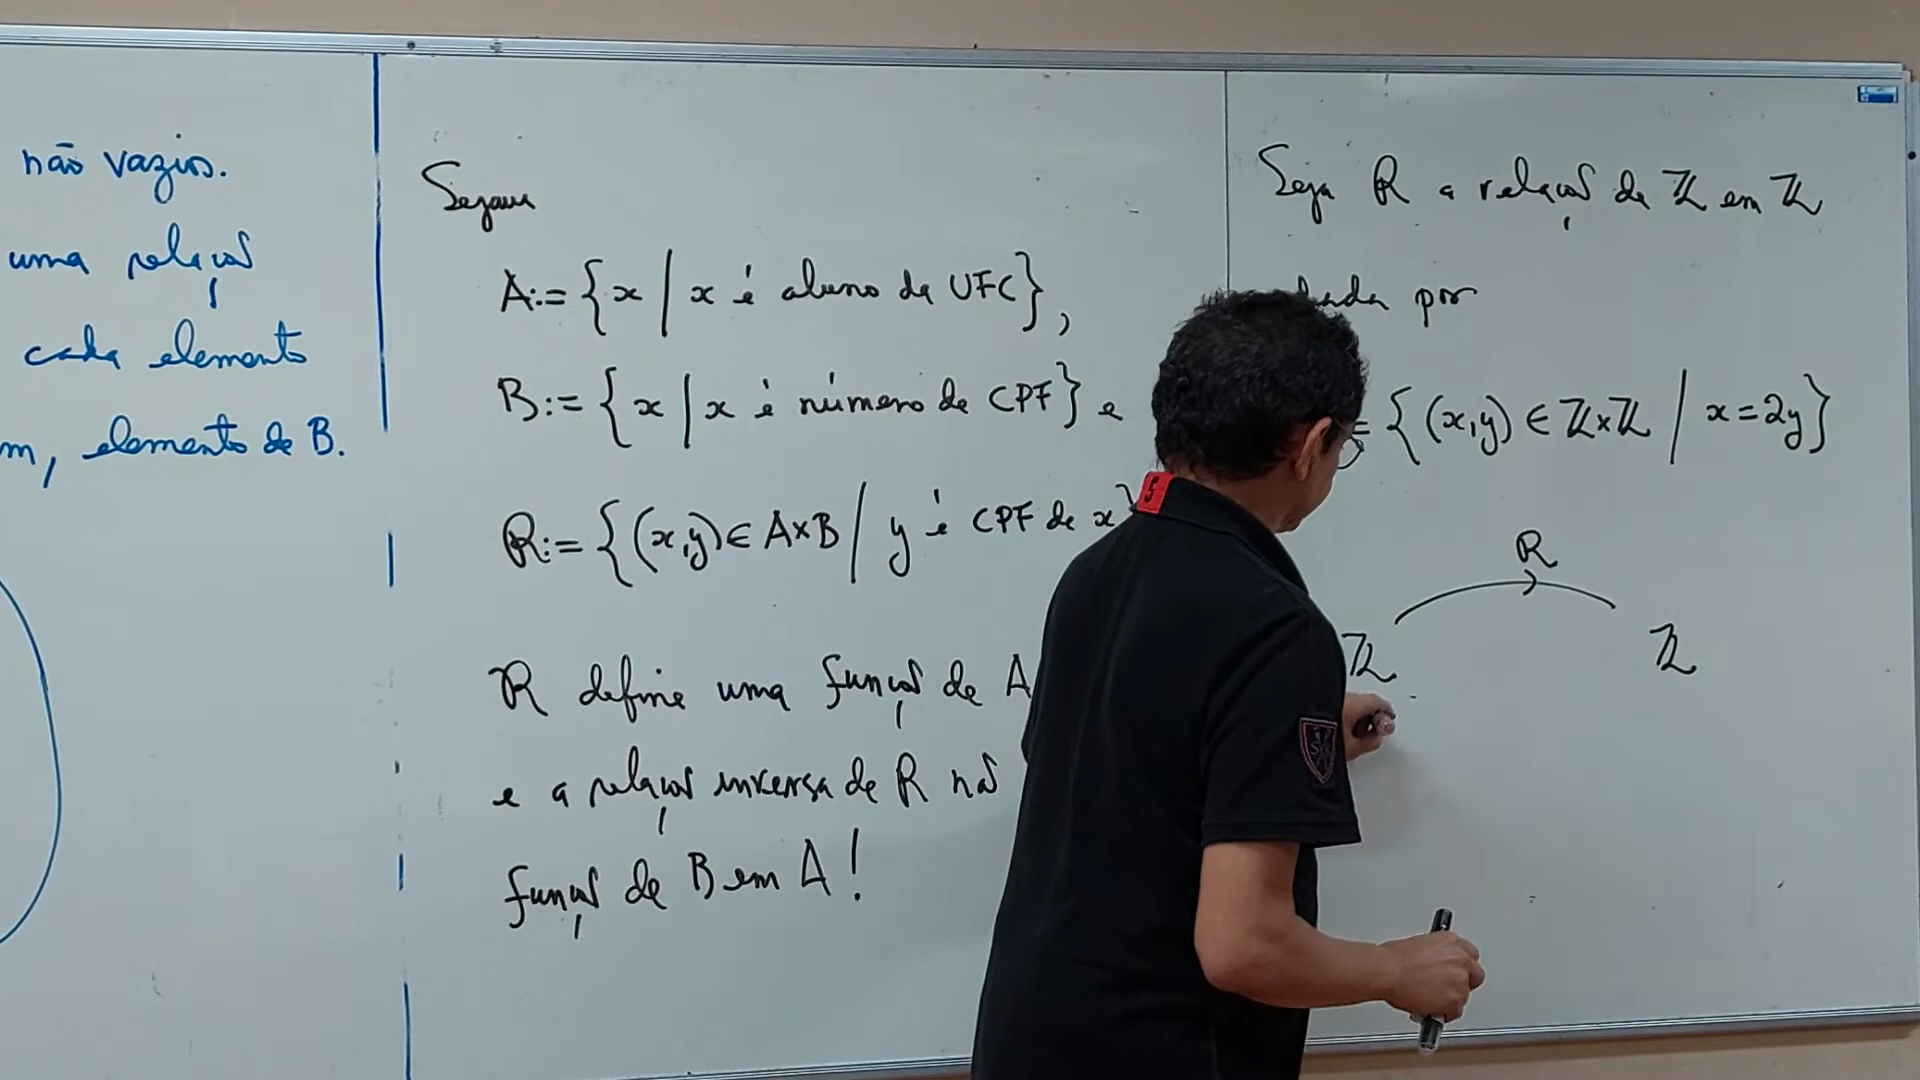 não vazios.
uma relação
cada elemento
m, elemento de B.
Sejam
A:= {x | x é aluno da UFC},
B:= {x | x é número de CPF} e
R:= {(x,y) ∈ A×B | y é CPF de x}
R define uma função de A
e a relação inversa de R não
função de B em A!
Seja R a relação de ℤ em ℤ
dada por
= {(x,y) ∈ ℤ×ℤ | x=2y}
R
ℤ ℤ
5